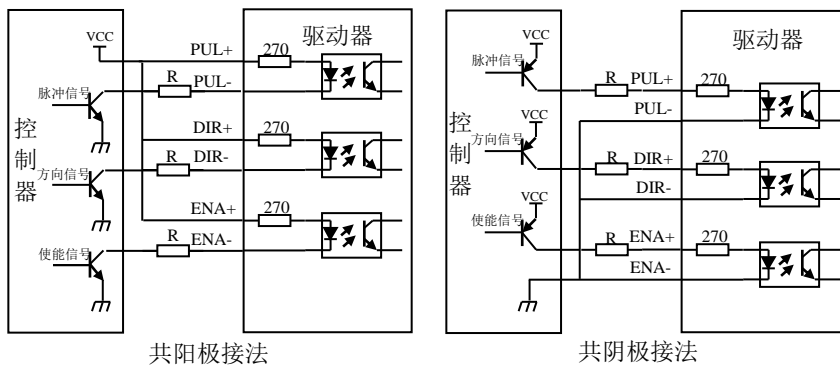 VCC
PUL+
270
驱动器
R
PUL-
脉冲信号
DIR+
270
控制器
R
DIR-
方向信号
ENA+
270
R
ENA-
使能信号
共阳极接法
VCC
驱动器
脉冲信号
R
PUL+
270
PUL-
VCC
控制器
方向信号
R
DIR+
270
DIR-
VCC
使能信号
R
ENA+
270
ENA-
共阴极接法